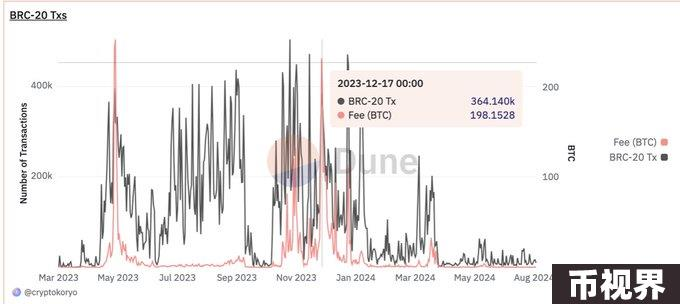 BRC-20 Txs
400k
200k
Number of Transactions
200
100
BTC
2023-12-17 00:00
BRC-20 Tx 364.140k
Fee (BTC) 198.1528
Dune
Fee (BTC)
BRC-20 Tx
Mar 2023 May 2023 Jul 2023 Sep 2023 Nov 2023 Jan 2024 Mar 2024 May 2024 Aug 2024
@cryptokoryo
币视界